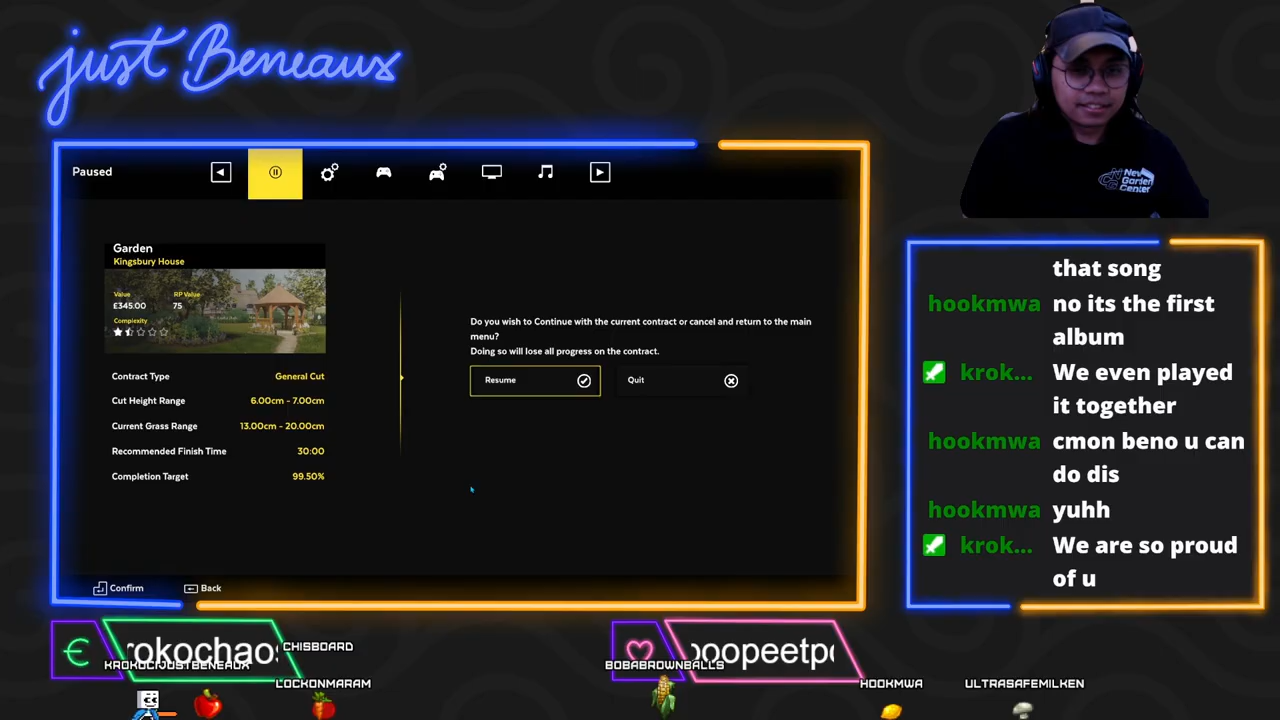 just Beneaux
New
Garden
Center
Paused
Garden
Kingsbury House
Value
RP Value
£345.00
75
Complexity
Contract Type
General Cut
Cut Height Range
6.00cm - 7.00cm
Current Grass Range
13.00cm - 20.00cm
Recommended Finish Time
30:00
Completion Target
99.50%
Do you wish to Continue with the current contract or cancel and return to the main
menu?
Doing so will lose all progress on the contract.
Resume
Quit
Confirm
Back
that song
hookmwa no its the first
album
krok... We even played
it together
hookmwa cmon beno u can
do dis
hookmwa yuhh
krok... We are so proud
of u
€
rokochaos
CHISBOARD
LOCKONMARAM
poopeetpo
BOBABROWNBALLS
HOOKMWA
ULTRASAFEMILKEN